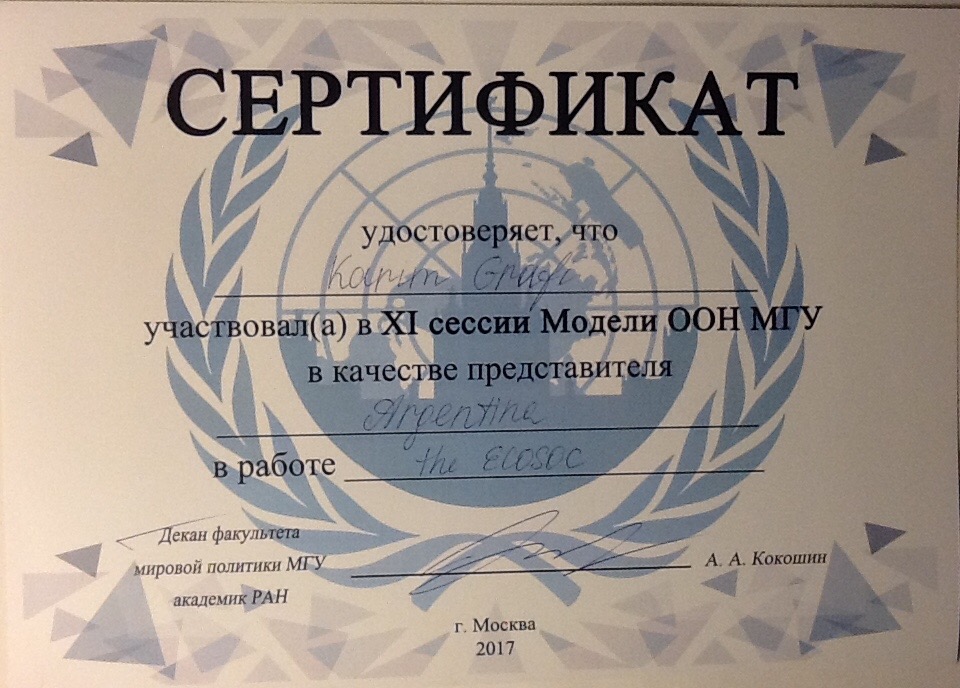 СЕРТИФИКАТ
удостоверяет, что
Karim
участвовал(а) в XI сессии Модели ООН МГУ
в качестве представителя
Argentina
в работе the ECOSOC
Декан факультета
мировой политики МГУ
академик РАН
А. А. Кокошин
г. Москва
2017